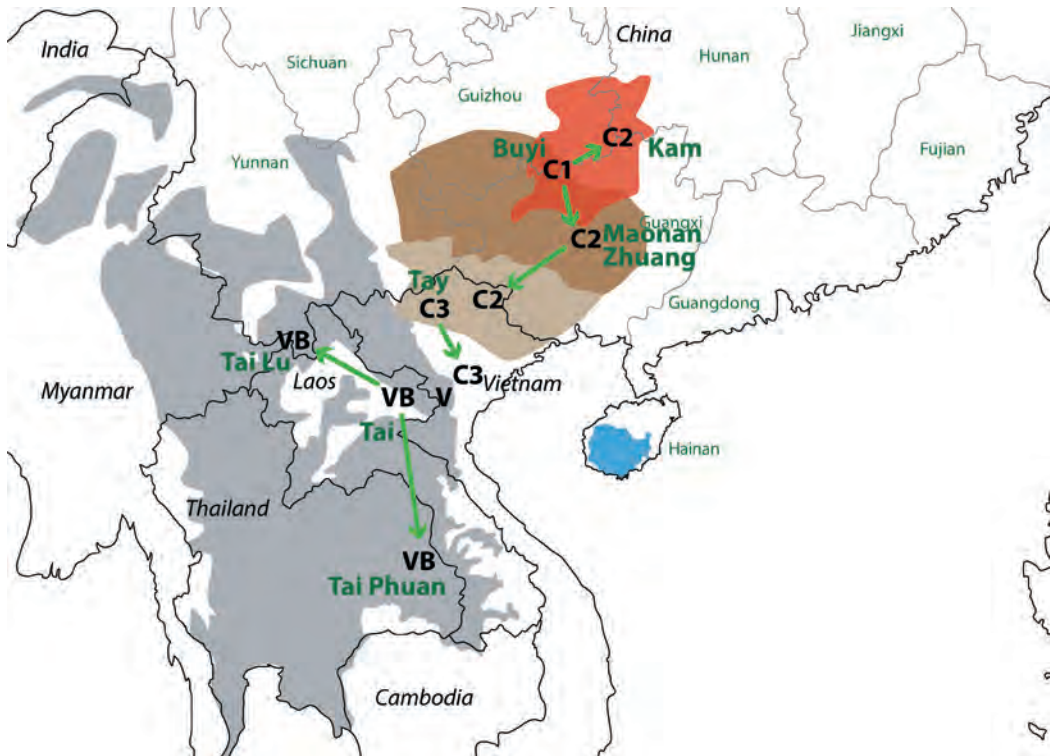 India
China
Jiangxi
Hunan
Sichuan
Guizhou
Buyi
C2
Kam
Fujian
Yunnan
C1
Guangxi
C2
Maonan
Zhuang
Tay
C2
C3
Guangdong
VB
Tai Lu
Laos
C3
Vietnam
Myanmar
VB
V
Tai
Hainan
Thailand
VB
Tai Phuan
Cambodia